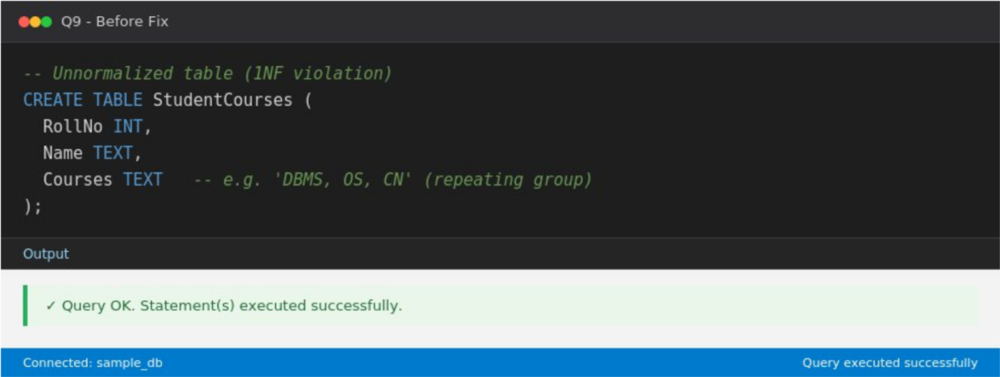 Q9 - Before Fix
-- Unnormalized table (1NF violation)
CREATE TABLE StudentCourses (
  RollNo INT,
  Name TEXT,
  Courses TEXT   -- e.g. 'DBMS, OS, CN' (repeating group)
);
Output
✓ Query OK. Statement(s) executed successfully.
Connected: sample_db
Query executed successfully